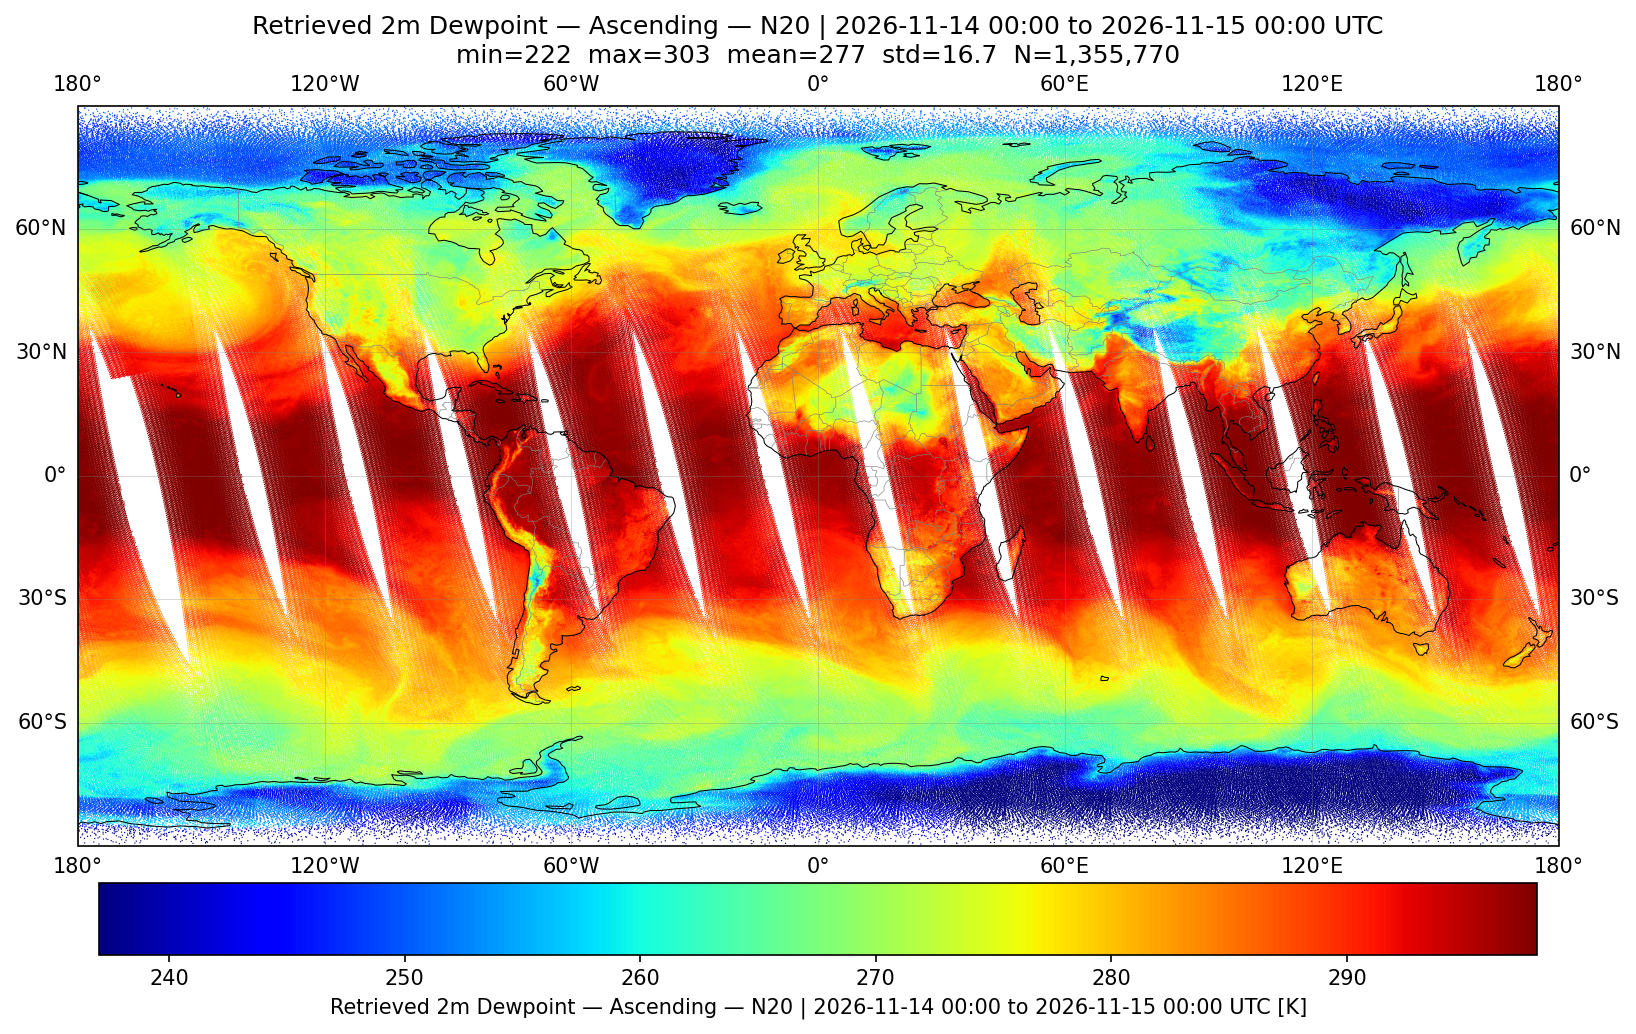 Retrieved 2m Dewpoint — Ascending — N20 | 2026-11-14 00:00 to 2026-11-15 00:00 UTC
min=222 max=303 mean=277 std=16.7 N=1,355,770
180° 120°W 60°W 0° 60°E 120°E 180°
60°N 60°N
30°N 30°N
0° 0°
30°S 30°S
60°S 60°S
180° 120°W 60°W 0° 60°E 120°E 180°
240 250 260 270 280 290
Retrieved 2m Dewpoint — Ascending — N20 | 2026-11-14 00:00 to 2026-11-15 00:00 UTC [K]